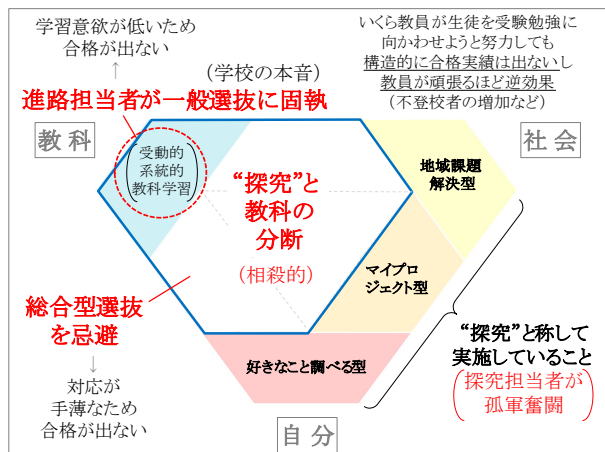 学習意欲が低いため
合格が出ない
(学校の本音)
進路担当者が一般選抜に固執
いくら教員が生徒を受験勉強に
向かわせようと努力しても
構造的に合格実績は出ないし
教員が頑張るほど逆効果
(不登校者の増加など)
教科
社会
受動的
系統的
教科学習
“探究”と
教科の
分断
(相殺的)
地域課題
解決型
マイプロ
ジェクト型
好きなこと調べる型
総合型選抜
を忌避
対応が
手薄なため
合格が出ない
“探究”と称して
実施していること
探究担当者が
孤軍奮闘
自分